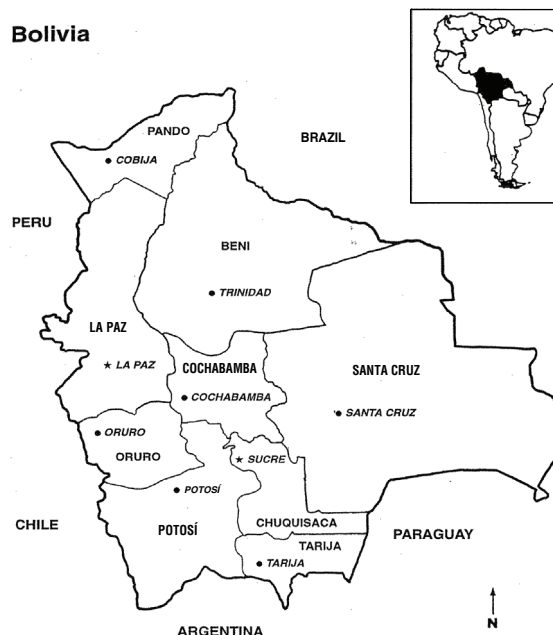 Bolivia
PANDO
BRAZIL
COBIJA
PERU
BENI
TRINIDAD
LA PAZ
LA PAZ
COCHABAMBA
SANTA CRUZ
COCHABAMBA
SANTA CRUZ
ORURO
ORURO
SUCRE
POTOSÍ
CHILE
POTOSÍ
CHUQUISACA
PARAGUAY
TARIJA
TARIJA
N
ARGENTINA